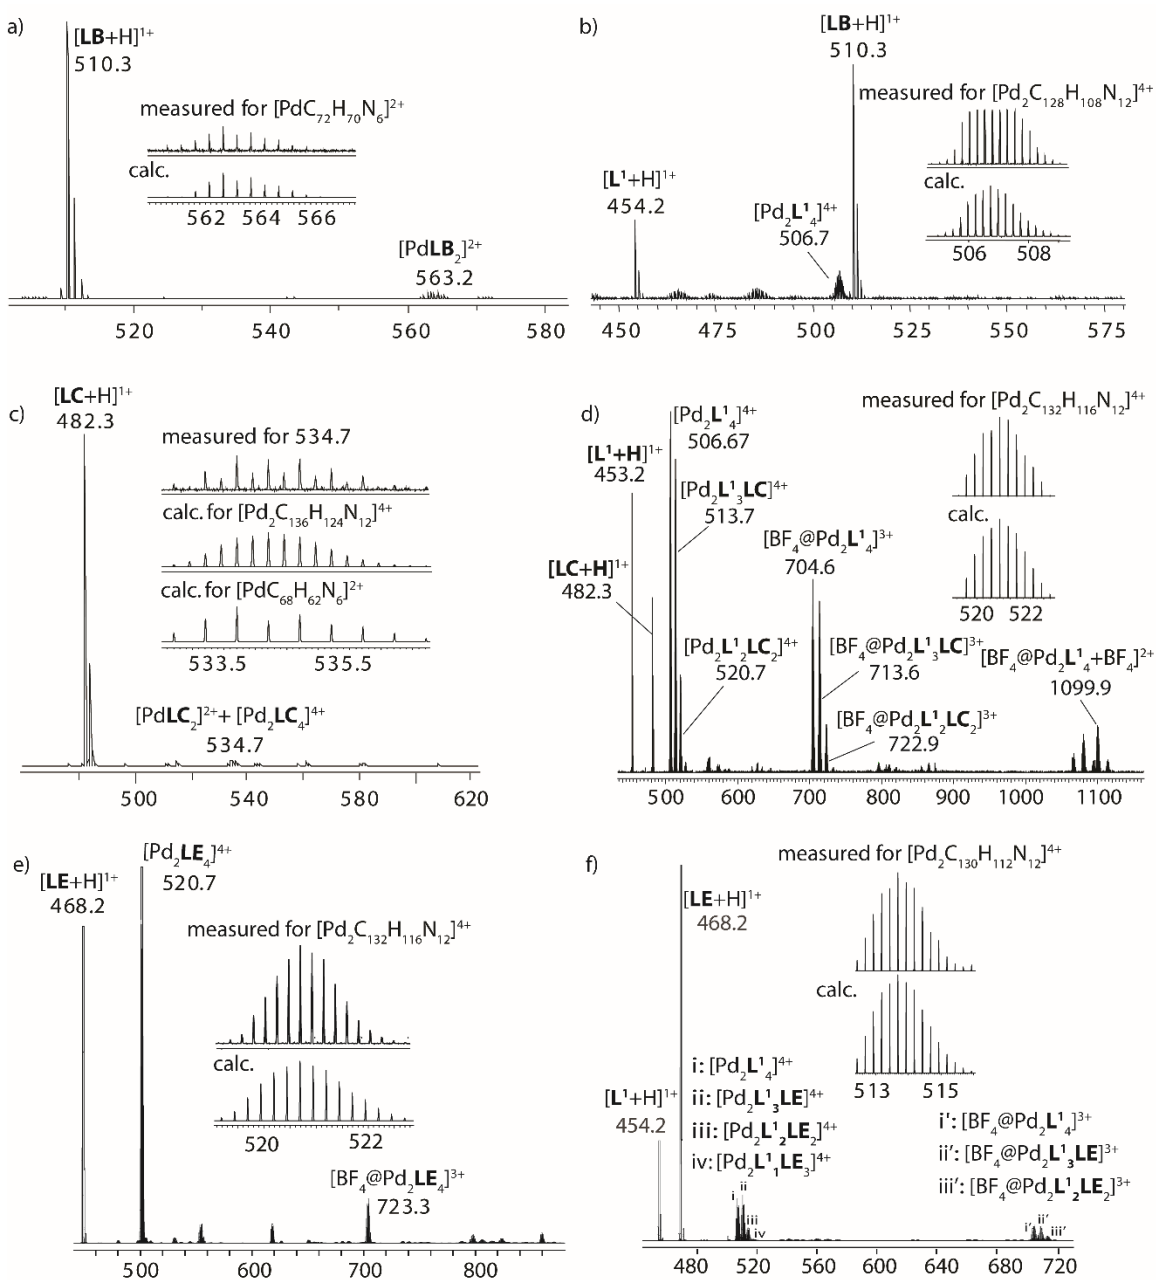 a)
[LB+H]¹⁺
510.3
measured for [PdC₇₂H₇₀N₆]²⁺
calc.
562 564 566
[PdLB₂]²⁺
563.2
520 540 560 580
b)
[LB+H]¹⁺
510.3
measured for [Pd₂C₁₂₈H₁₀₈N₁₂]⁴⁺
calc.
506 508
[L¹+H]¹⁺
454.2
[Pd₂L¹₄]⁴⁺
506.7
450 475 500 525 550 575
c)
[LC+H]¹⁺
482.3
measured for 534.7
calc. for [Pd₂C₁₃₆H₁₂₄N₁₂]⁴⁺
calc. for [PdC₆₈H₆₂N₆]²⁺
533.5 535.5
[PdLC₂]²⁺+ [Pd₂LC₄]⁴⁺
534.7
500 540 580 620
d)
measured for [Pd₂C₁₃₂H₁₁₆N₁₂]⁴⁺
calc.
520 522
[Pd₂L¹₄]⁴⁺
506.67
[L¹+H]¹⁺
453.2
[Pd₂L¹₃LC]⁴⁺
513.7
[BF₄@Pd₂L¹₄]³⁺
704.6
[LC+H]¹⁺
482.3
[Pd₂L¹₂LC₂]⁴⁺
520.7
[BF₄@Pd₂L¹₃LC]³⁺
713.6
[BF₄@Pd₂L¹₄+BF₄]²⁺
1099.9
[BF₄@Pd₂L¹₂LC₂]³⁺
722.9
500 600 700 800 900 1000 1100
e)
[Pd₂LE₄]⁴⁺
520.7
[LE+H]¹⁺
468.2
measured for [Pd₂C₁₃₂H₁₁₆N₁₂]⁴⁺
calc.
520 522
[BF₄@Pd₂LE₄]³⁺
723.3
500 600 700 800
f)
measured for [Pd₂C₁₃₀H₁₁₂N₁₂]⁴⁺
calc.
513 515
[LE+H]¹⁺
468.2
[L¹+H]¹⁺
454.2
i: [Pd₂L¹₄]⁴⁺
ii: [Pd₂L¹₃LE]⁴⁺
iii: [Pd₂L¹₂LE₂]⁴⁺
iv: [Pd₂L¹₁LE₃]⁴⁺
i': [BF₄@Pd₂L¹₄]³⁺
ii′: [BF₄@Pd₂L¹₃LE]³⁺
iii′: [BF₄@Pd₂L¹₂LE₂]³⁺
i ii iii iv
i′ ii′ iii′
480 520 560 600 640 680 720